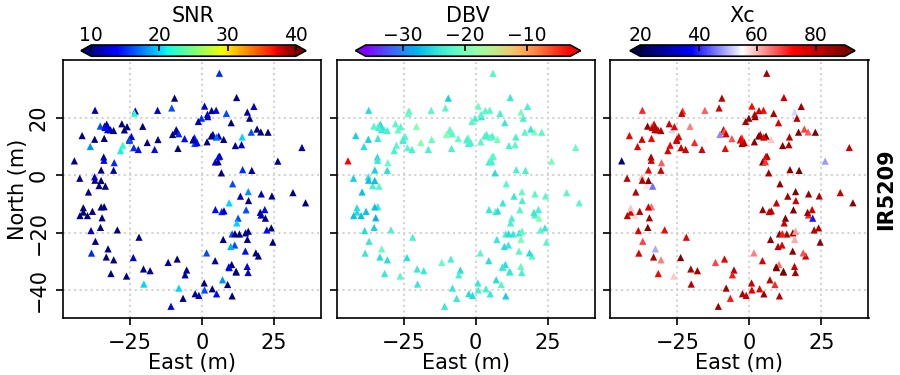 SNR DBV Xc
10 20 30 40 −30 −20 −10 20 40 60 80
20
0
−20
−40
North (m)
IR5209
−25 0 25 −25 0 25 −25 0 25
East (m) East (m) East (m)